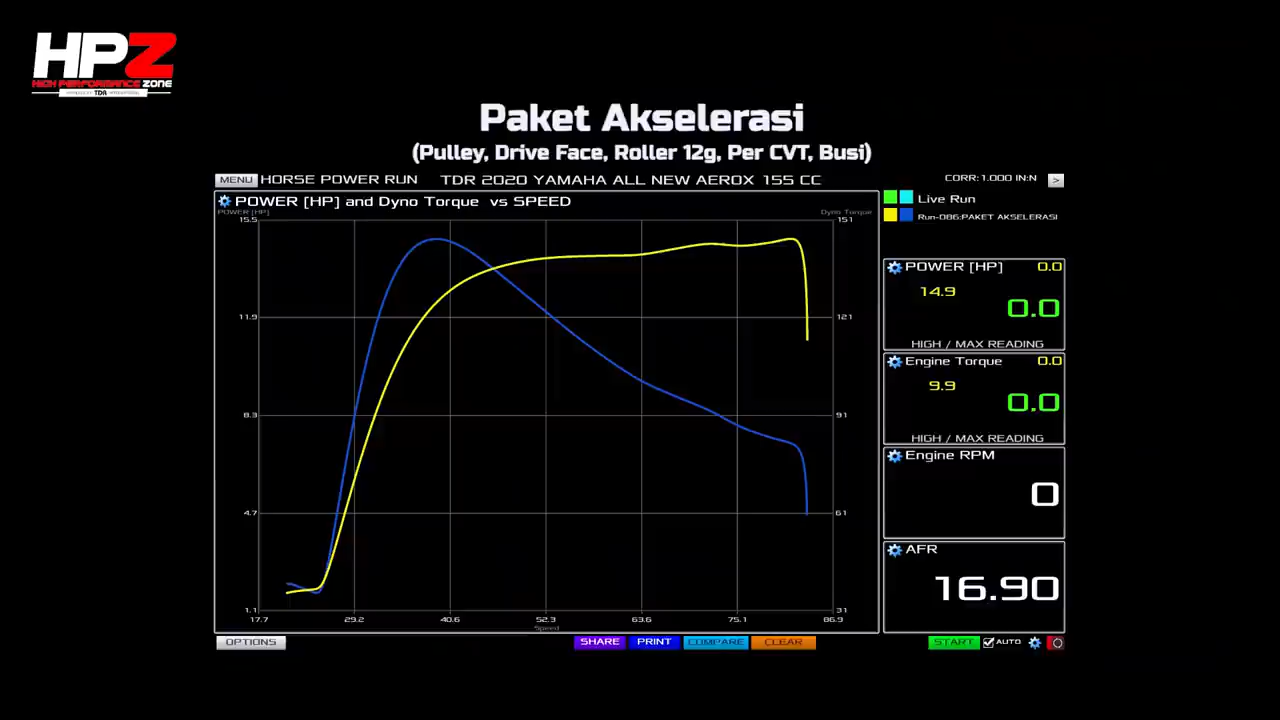 HPZ
HIGH PERFORMANCE ZONE
TDR
Paket Akselerasi
(Pulley, Drive Face, Roller 12g, Per CVT, Busi)
MENU HORSE POWER RUN TDR 2020 YAMAHA ALL NEW AEROX 155 CC CORR: 1.000 IN:N >
POWER [HP] and Dyno Torque vs SPEED
POWER [HP] Dyno Torque
15.5 151
11.9 121
8.3 91
4.7 61
1.1 31
17.7 29.2 40.6 52.3 63.6 75.1 86.9
Speed
Live Run
Run-086:PAKET AKSELERASI
POWER [HP] 0.0
14.9
0.0
HIGH / MAX READING
Engine Torque 0.0
9.9
0.0
HIGH / MAX READING
Engine RPM
0
AFR
16.90
OPTIONS SHARE PRINT COMPARE CLEAR START AUTO